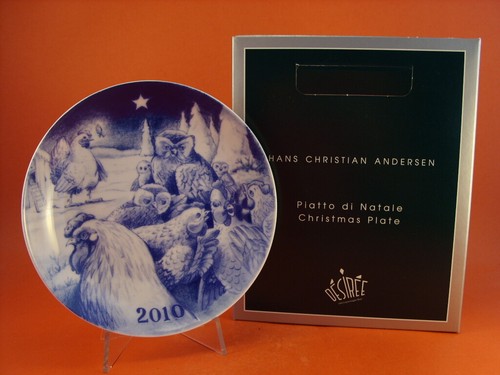 2010
HANS CHRISTIAN ANDERSEN
Piatto di Natale
Christmas Plate
DÉSIRÉE